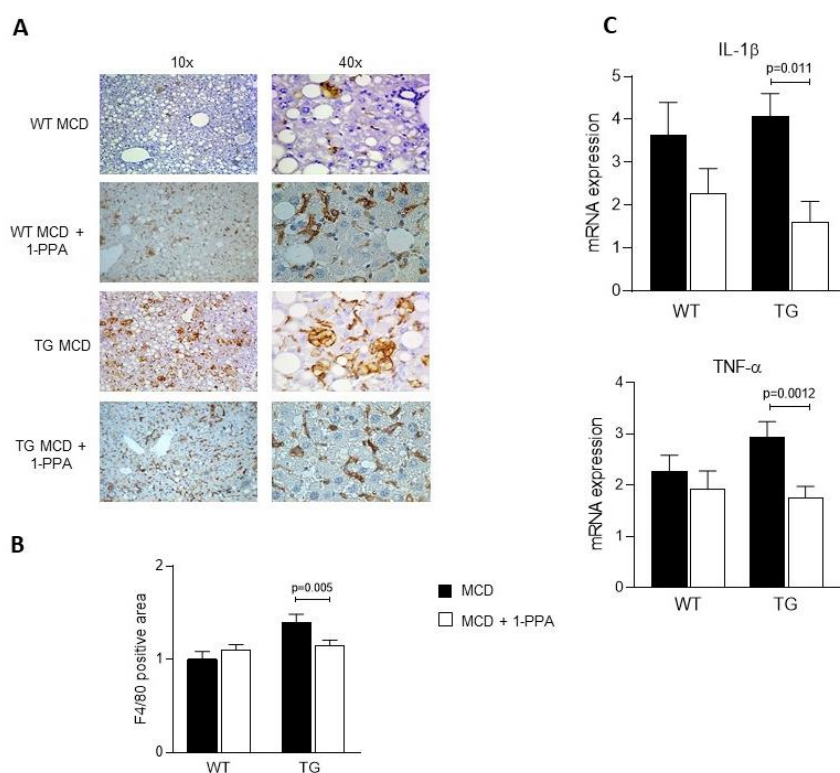 A
10x 40x
WT MCD
WT MCD +
1-PPA
TG MCD
TG MCD +
1-PPA
B
F4/80 positive area
2
1
0
p=0.005
WT TG
MCD
MCD + 1-PPA
C
IL-1β
mRNA expression
5
4
3
2
1
0
p=0.011
WT TG
TNF-α
mRNA expression
4
3
2
1
0
p=0.0012
WT TG